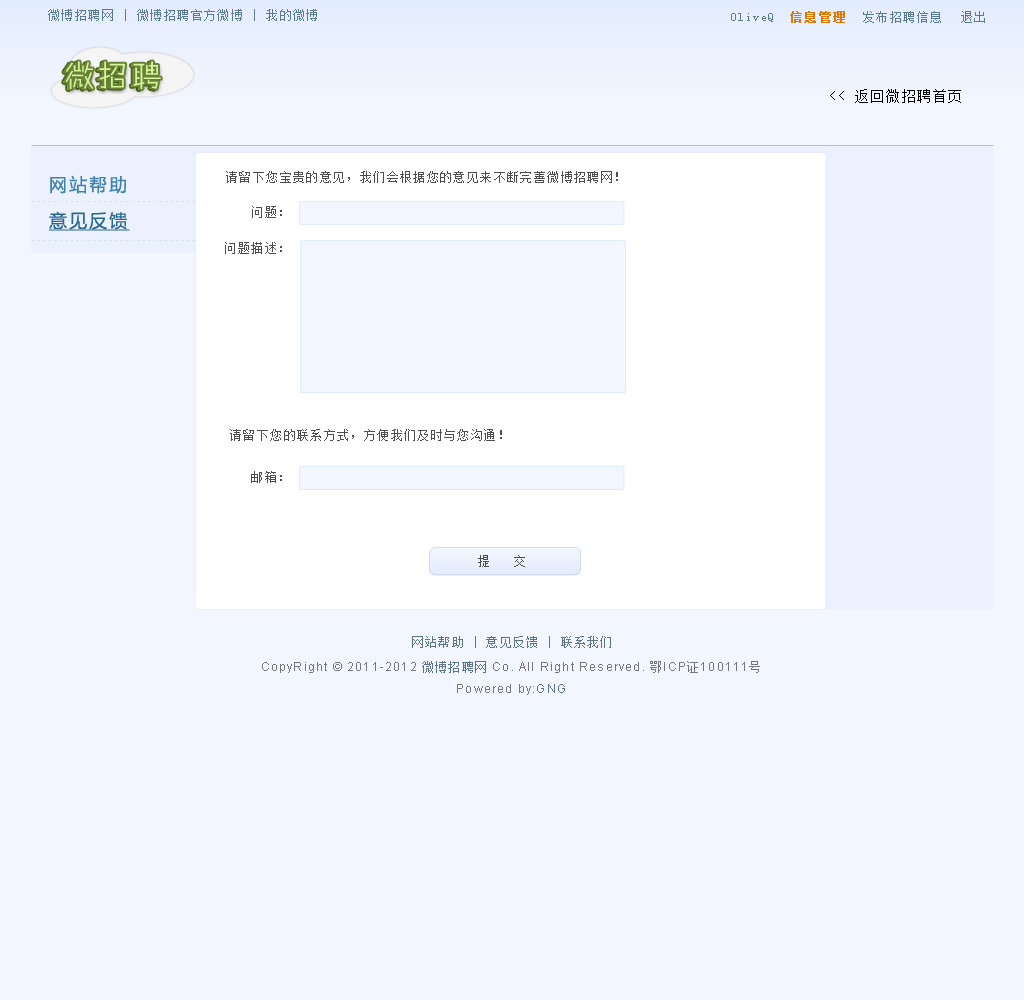 微博招聘网 | 微博招聘官方微博 | 我的微博
OliveQ 信息管理 发布招聘信息 退出
微招聘
<< 返回微招聘首页
网站帮助
意见反馈
请留下您宝贵的意见，我们会根据您的意见来不断完善微博招聘网！
问题：
问题描述：
请留下您的联系方式，方便我们及时与您沟通！
邮箱：
提 交
网站帮助 | 意见反馈 | 联系我们
CopyRight © 2011-2012 微博招聘网 Co. All Right Reserved. 鄂ICP证100111号
Powered by:GNG